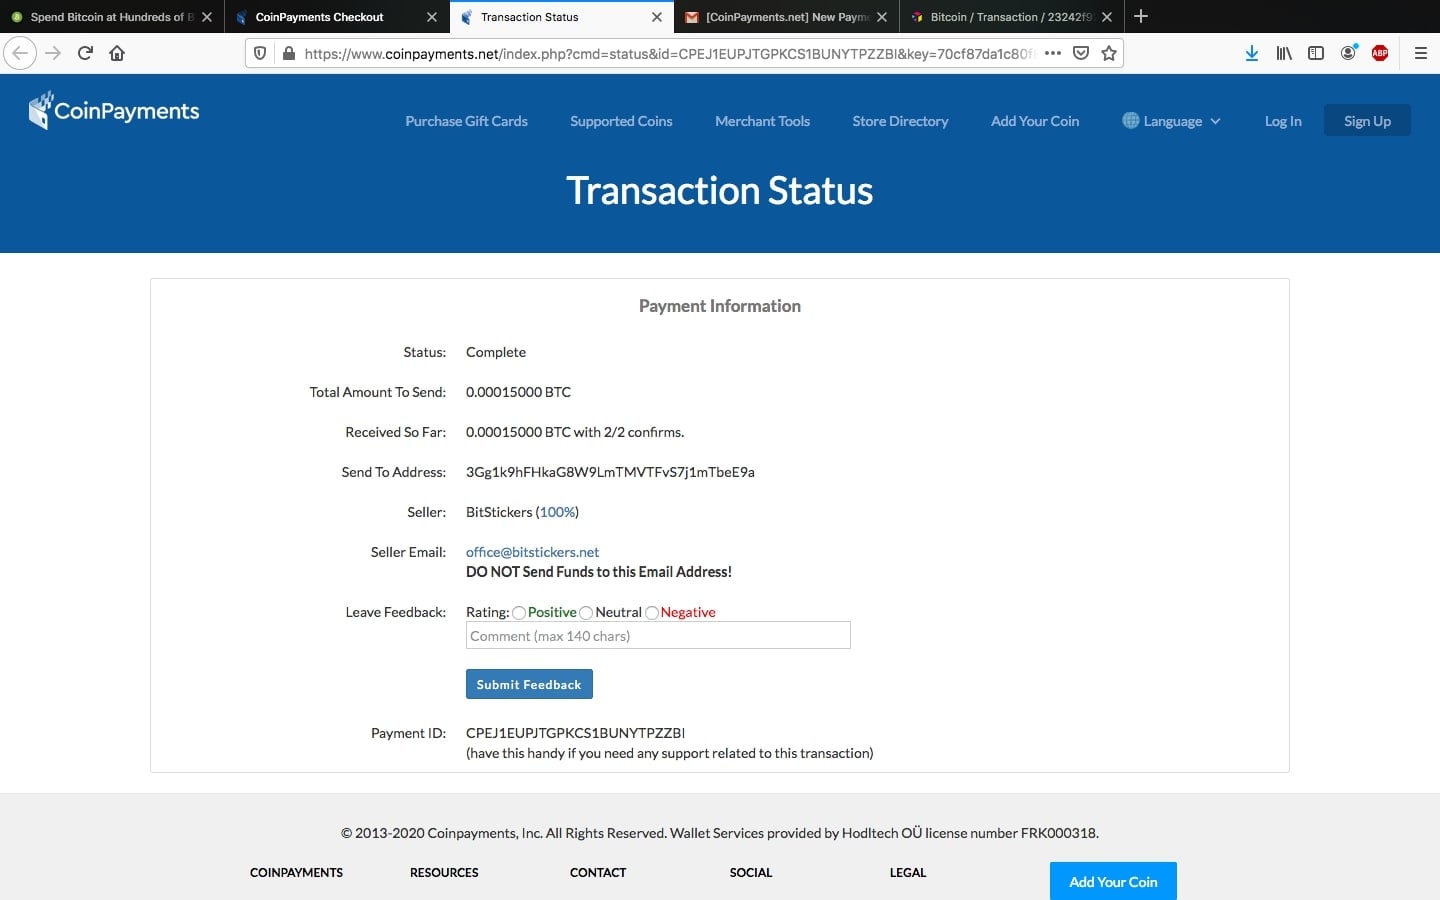 Spend Bitcoin at Hundreds of B
CoinPayments Checkout
Transaction Status
[CoinPayments.net] New Payme
Bitcoin / Transaction / 23242f9
https://www.coinpayments.net/index.php?cmd=status&id=CPEJ1EUPJTGPKCS1BUNYTPZZBI&key=70cf87da1c80f
ABP
CoinPayments
Purchase Gift Cards
Supported Coins
Merchant Tools
Store Directory
Add Your Coin
Language
Log In
Sign Up
Transaction Status
Payment Information
Status: Complete
Total Amount To Send: 0.00015000 BTC
Received So Far: 0.00015000 BTC with 2/2 confirms.
Send To Address: 3Gg1k9hFHkaG8W9LmTMVTFvS7j1mTbeE9a
Seller: BitStickers (100%)
Seller Email: office@bitstickers.net
DO NOT Send Funds to this Email Address!
Leave Feedback: Rating: Positive Neutral Negative
Comment (max 140 chars)
Submit Feedback
Payment ID: CPEJ1EUPJTGPKCS1BUNYTPZZBI
(have this handy if you need any support related to this transaction)
© 2013-2020 Coinpayments, Inc. All Rights Reserved. Wallet Services provided by Hodltech OÜ license number FRK000318.
COINPAYMENTS
RESOURCES
CONTACT
SOCIAL
LEGAL
Add Your Coin